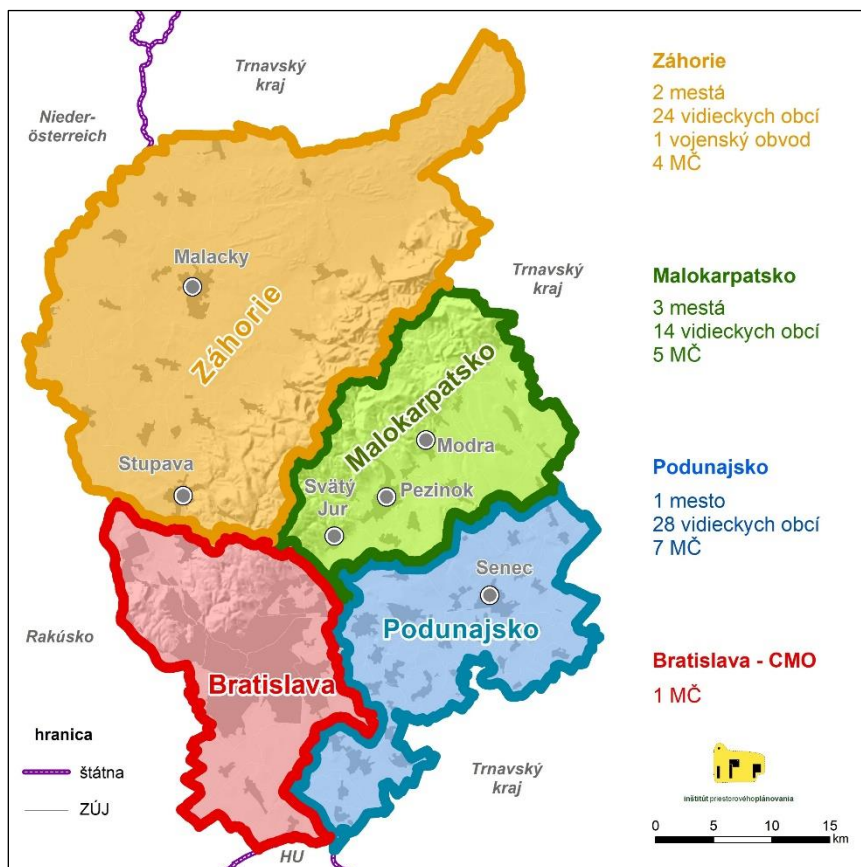 Trnavský
kraj
Nieder-
österreich
Malacky
Záhorie
Trnavský
kraj
Malokarpatsko
Modra
Stupava
Svätý
Jur
Pezinok
Senec
Podunajsko
Rakúsko
Bratislava
hranica
štátna
ZÚJ
Trnavský
kraj
HU
Záhorie
2 mestá
24 vidieckych obcí
1 vojenský obvod
4 MČ
Malokarpatsko
3 mestá
14 vidieckych obcí
5 MČ
Podunajsko
1 mesto
28 vidieckych obcí
7 MČ
Bratislava - CMO
1 MČ
inštitút priestorovéhoplánovania
0 5 10 15
km